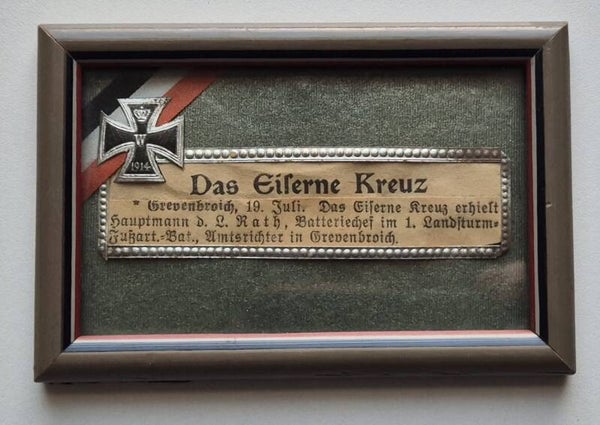 W
1914
Das Eiserne Kreuz
* Grevenbroich, 19. Juli. Das Eiserne Kreuz erhielt
Hauptmann d. L. Rath, Batteriechef im 1. Landsturm-
Fußart.-Bat., Amtsrichter in Grevenbroich.